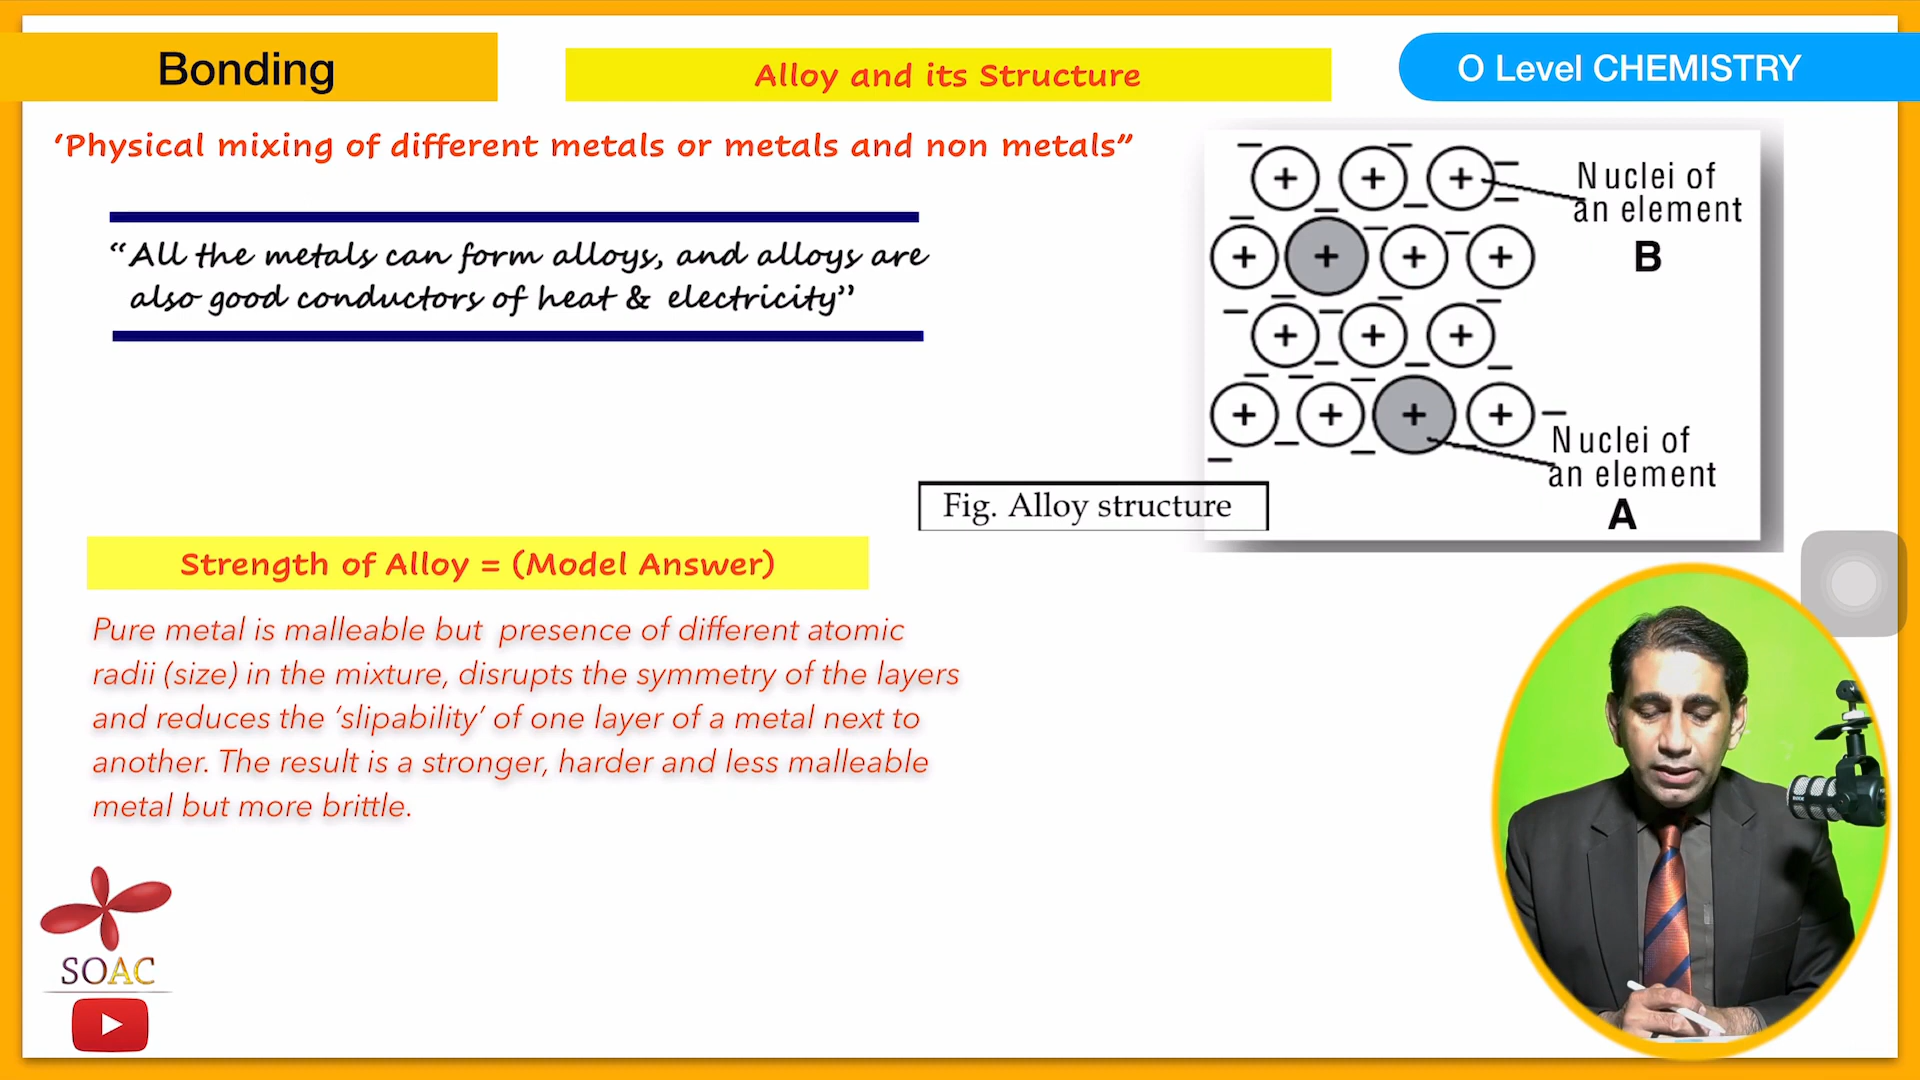 Bonding
Alloy and its Structure
O Level CHEMISTRY
‘Physical mixing of different metals or metals and non metals”
“All the metals can form alloys, and alloys are
also good conductors of heat & electricity”
Nuclei of
an element
B
Nuclei of
an element
A
Fig. Alloy structure
Strength of Alloy = (Model Answer)
Pure metal is malleable but presence of different atomic
radii (size) in the mixture, disrupts the symmetry of the layers
and reduces the ‘slipability’ of one layer of a metal next to
another. The result is a stronger, harder and less malleable
metal but more brittle.
SOAC